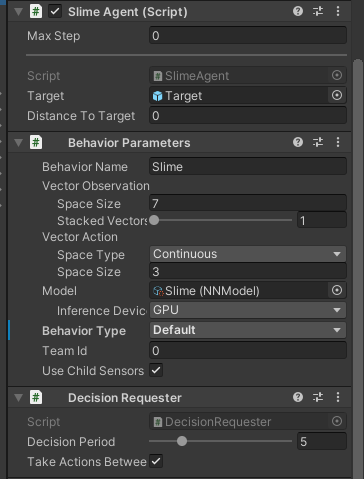 Slime Agent (Script)
Max Step 0
Script SlimeAgent
Target Target
Distance To Target 0
Behavior Parameters
Behavior Name Slime
Vector Observation
Space Size 7
Stacked Vectors 1
Vector Action
Space Type Continuous
Space Size 3
Model Slime (NNModel)
Inference Devic GPU
Behavior Type Default
Team Id 0
Use Child Sensors
Decision Requester
Script DecisionRequester
Decision Period 5
Take Actions Betwee